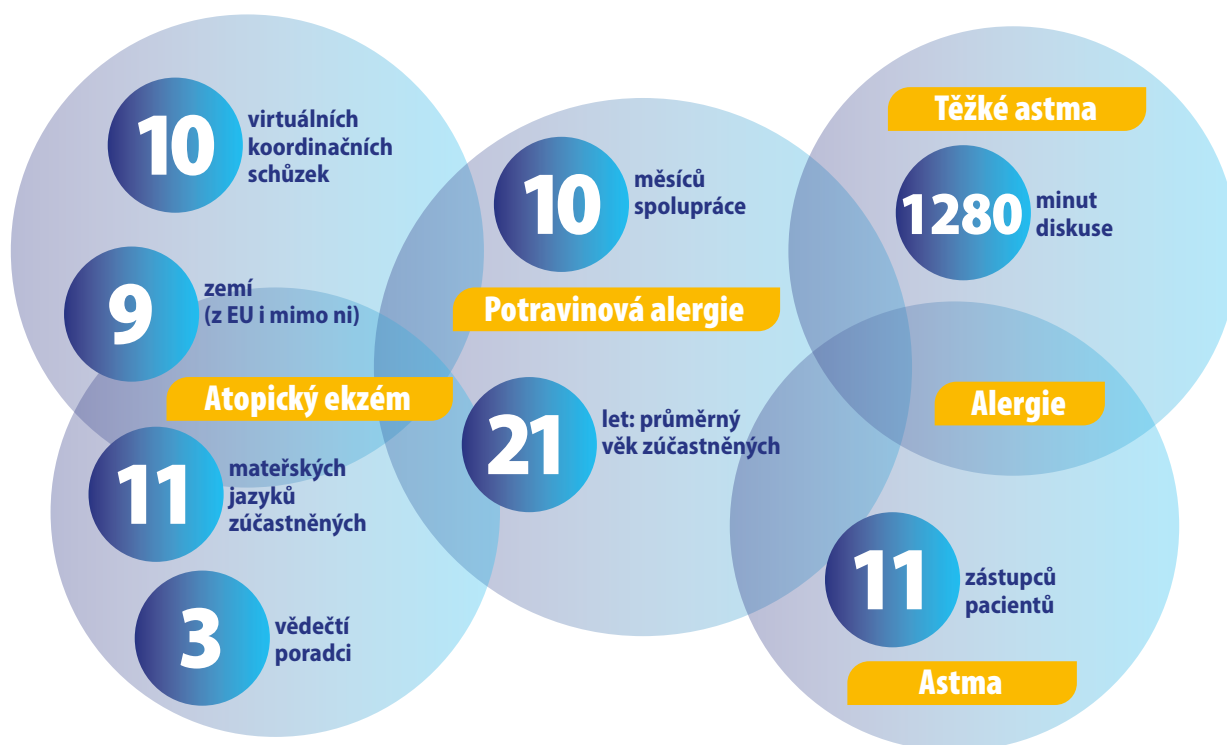 10
virtuálních
koordinačních
schůzek
9
zemí
(z EU i mimo ni)
Atopický ekzém
11
mateřských
jazyků
zúčastněných
3
vědečtí
poradci
10
měsíců
spolupráce
Potravinová alergie
21
let: průměrný
věk zúčastněných
Těžké astma
1280
minut
diskuse
Alergie
11
zástupců
pacientů
Astma